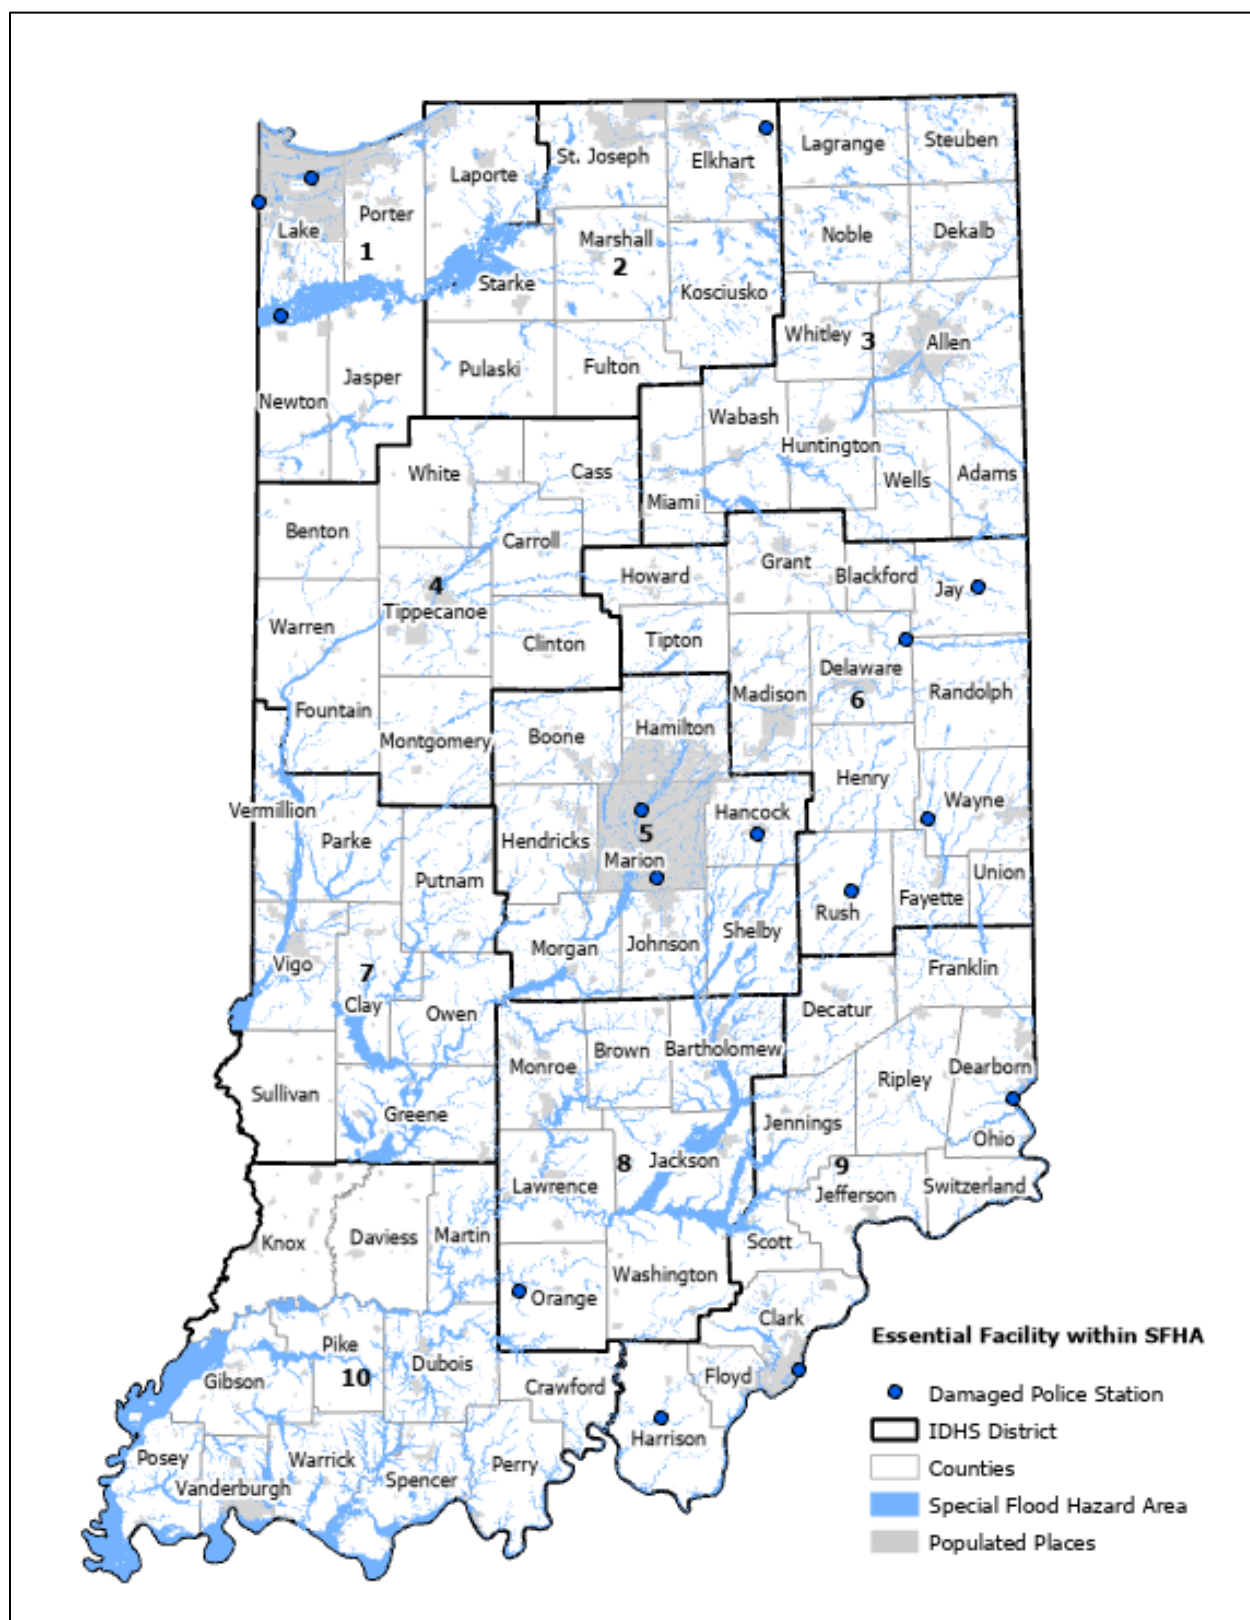 Steuben
Lagrange
St. Joseph
Elkhart
Laporte
Porter
Lake
1
Noble
Dekalb
Marshall
2
Starke
Kosciusko
Whitley
3
Allen
Pulaski
Fulton
Jasper
Newton
Wabash
Huntington
White
Cass
Miami
Wells
Adams
Benton
Carroll
Grant
Howard
Blackford
Jay
4
Tippecanoe
Warren
Clinton
Tipton
Delaware
6
Madison
Randolph
Fountain
Hamilton
Montgomery
Boone
Henry
Vermillion
Wayne
Hancock
5
Hendricks
Parke
Marion
Putnam
Union
Fayette
Rush
Shelby
Johnson
Morgan
Vigo
7
Clay
Franklin
Decatur
Owen
Brown
Bartholomew
Monroe
Dearborn
Ripley
Sullivan
Greene
Jennings
Ohio
8
Jackson
9
Lawrence
Jefferson
Switzerland
Knox
Daviess
Martin
Scott
Washington
Orange
Clark
Pike
10
Dubois
Gibson
Floyd
Crawford
Harrison
Posey
Warrick
Perry
Vanderburgh
Spencer
Essential Facility within SFHA
Damaged Police Station
IDHS District
Counties
Special Flood Hazard Area
Populated Places